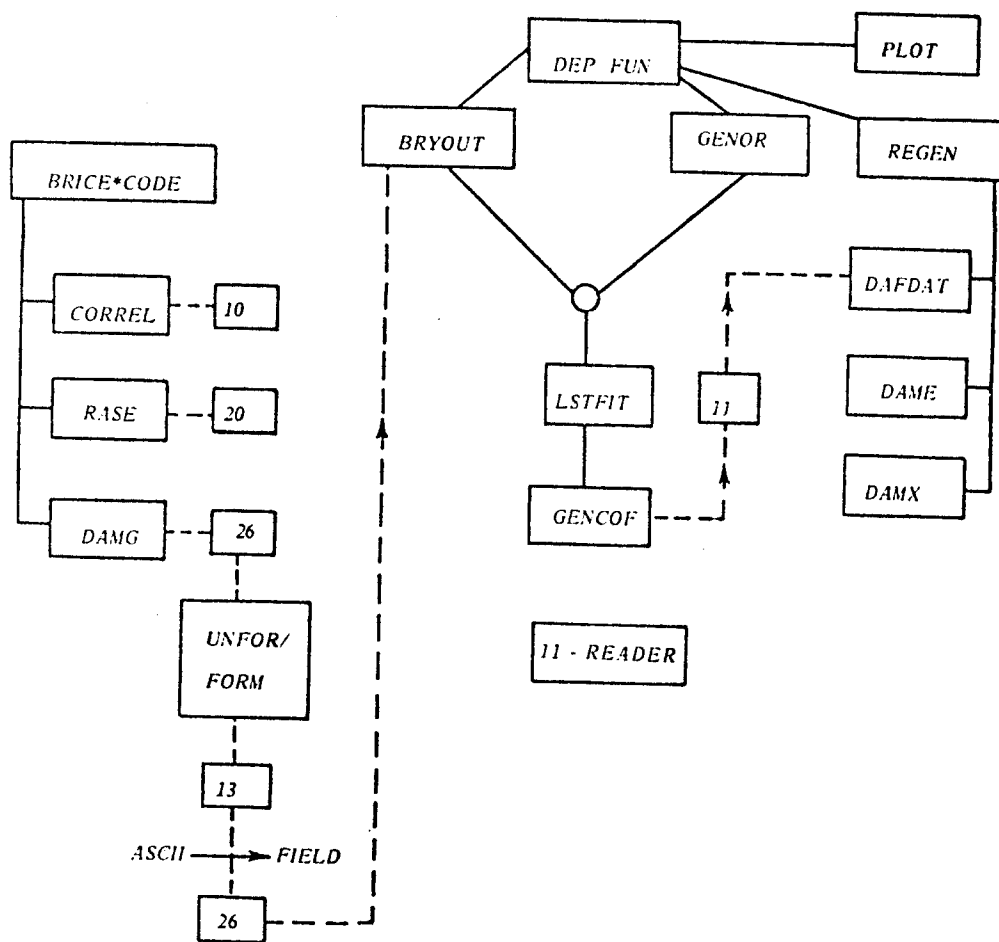 DEP FUN
PLOT
BRYOUT
GENOR
REGEN
BRICE*CODE
CORREL
10
RASE
20
DAMG
26
UNFOR/
FORM
13
ASCII
FIELD
26
LSTFIT
GENCOF
11
DAFDAT
DAME
DAMX
11 - READER